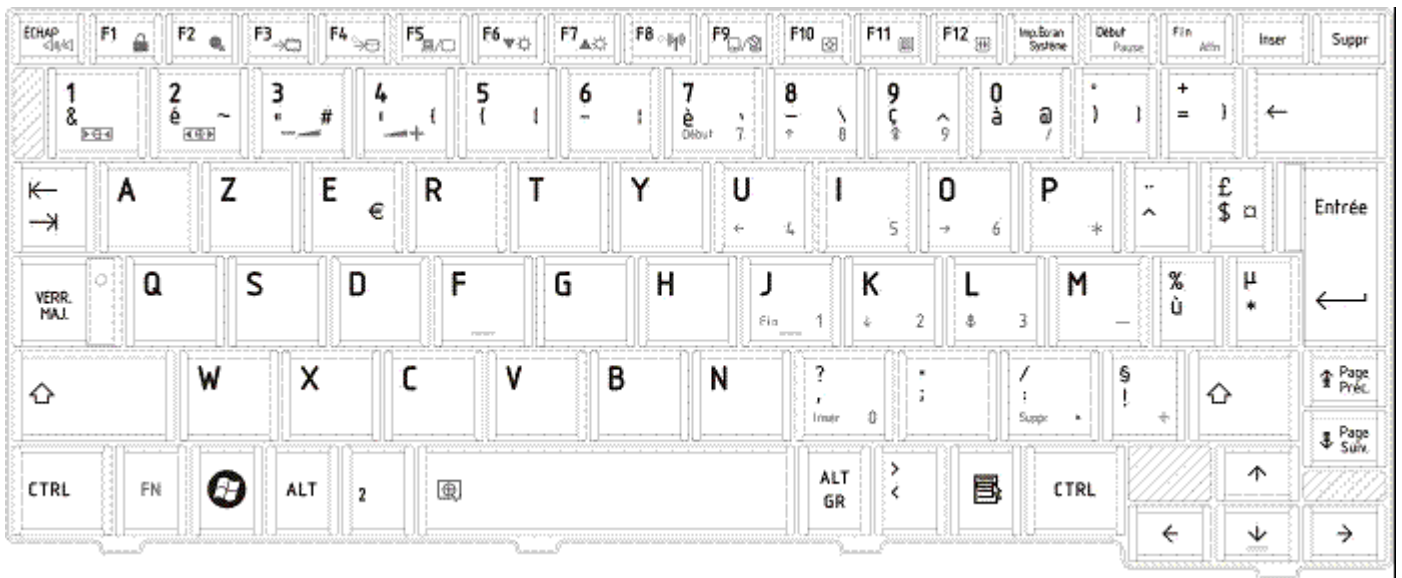 ÉCHAP F1 F2 F3 F4 F5 F6 F7 F8 F9 F10 F11 F12 Imp.Écran Début Fin Inser Suppr
Système Pause Attn
1 2 3 4 5 6 7 8 9 0 ° +
& é ~ " # ' { ( [ - | è ` _ \ ç ^ à @ ) ] = } ←
Début 7 ↑ 8 9 /
A Z E € R T Y U I O P ¨ ^ £ $ ¤ Entrée
← 4 5 → 6 *
VERR. MAJ. Q S D F G H J K L M % ù µ *
Fin 1 ↓ 2 3 –
W X C V B N ? , . ; / : § ! Page Préc.
Inser 0 Suppr . ÷
Page Suiv.
CTRL FN ALT 2 ALT GR > < CTRL ↑
← ↓ →